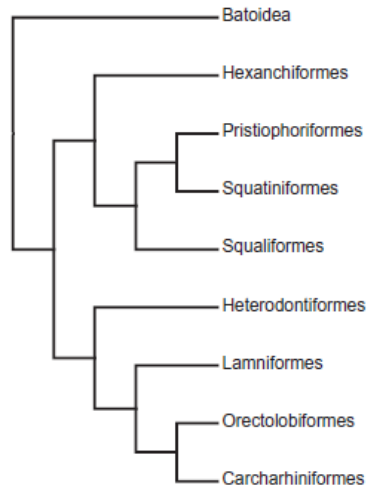 Batoidea
Hexanchiformes
Pristiophoriformes
Squatiniformes
Squaliformes
Heterodontiformes
Lamniformes
Orectolobiformes
Carcharhiniformes